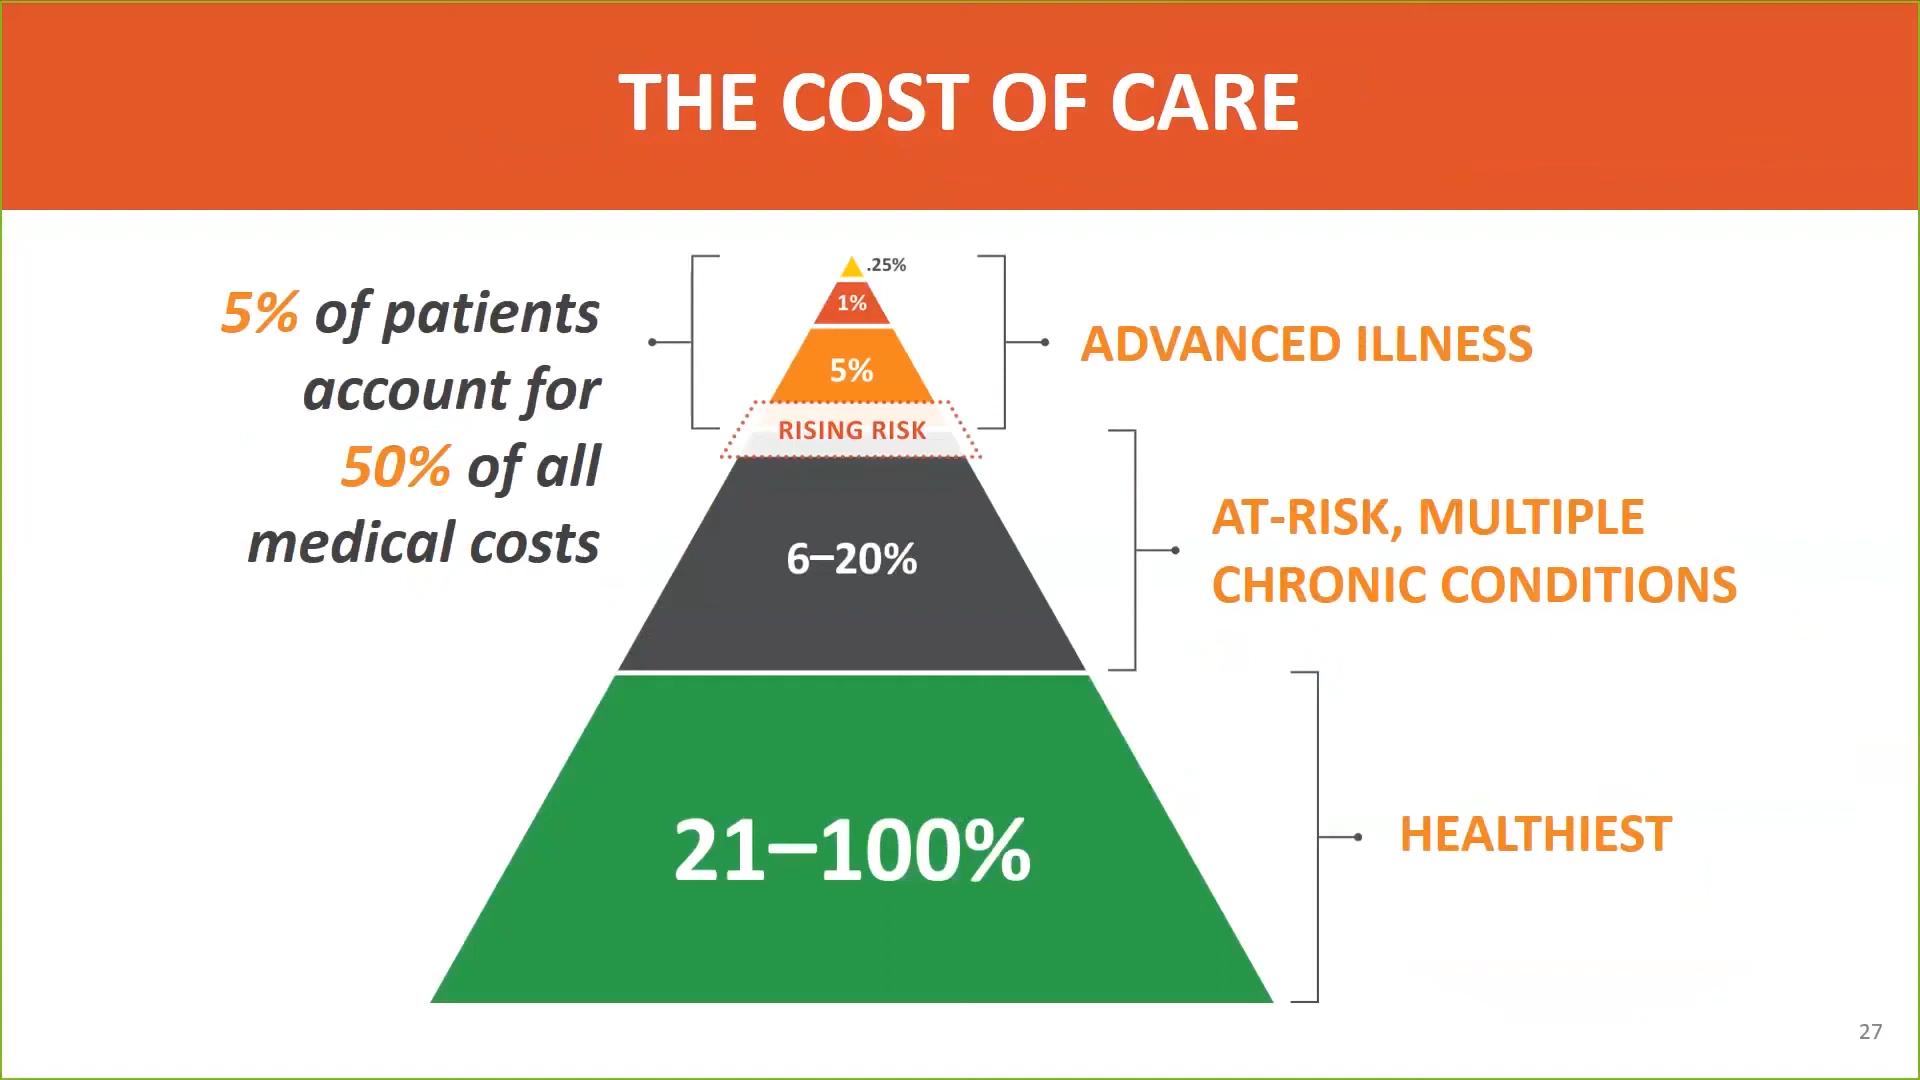 THE COST OF CARE
5% of patients
account for
50% of all
medical costs
.25%
1%
5%
RISING RISK
6–20%
21–100%
ADVANCED ILLNESS
AT-RISK, MULTIPLE
CHRONIC CONDITIONS
HEALTHIEST
27